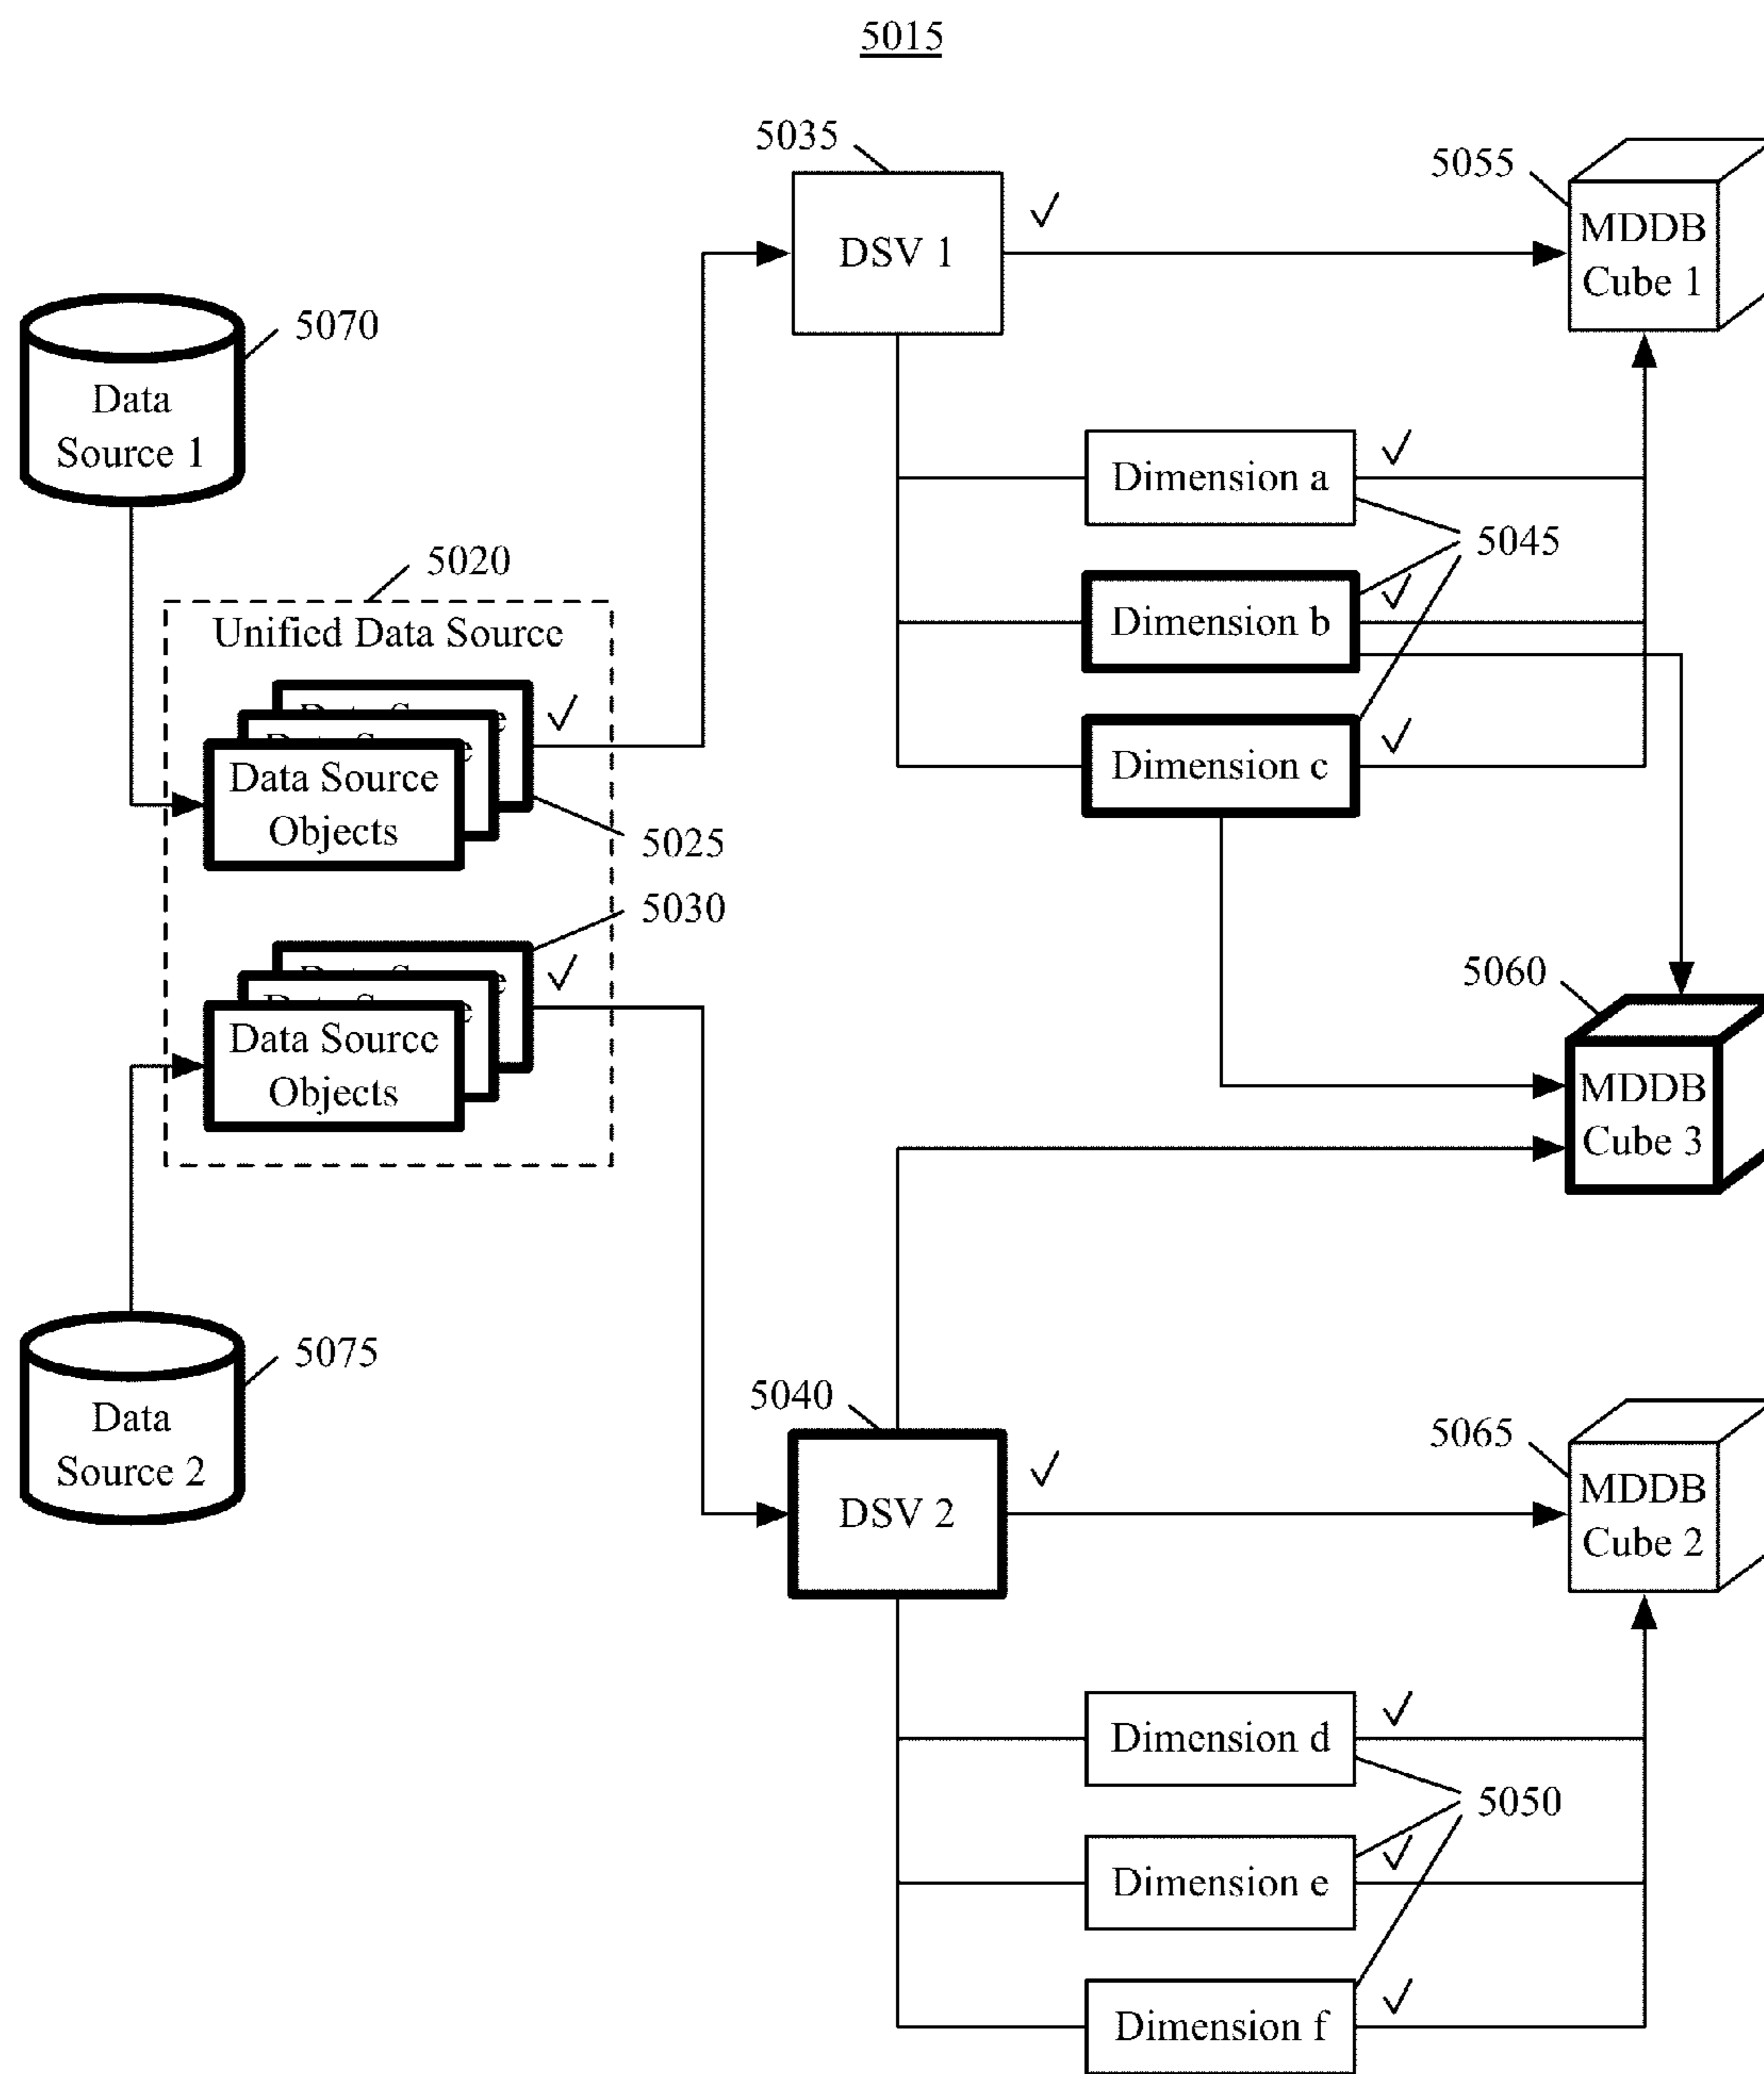 5015
5035
DSV 1
✓
5055
MDDB
Cube 1
5070
Data
Source 1
Dimension a
✓
5045
Dimension b
✓
Dimension c
✓
5020
Unified Data Source
Data Source
Objects
✓
5025
5030
Data Source
Objects
✓
5060
MDDB
Cube 3
5075
Data
Source 2
5040
DSV 2
✓
5065
MDDB
Cube 2
Dimension d
✓
5050
Dimension e
✓
Dimension f
✓